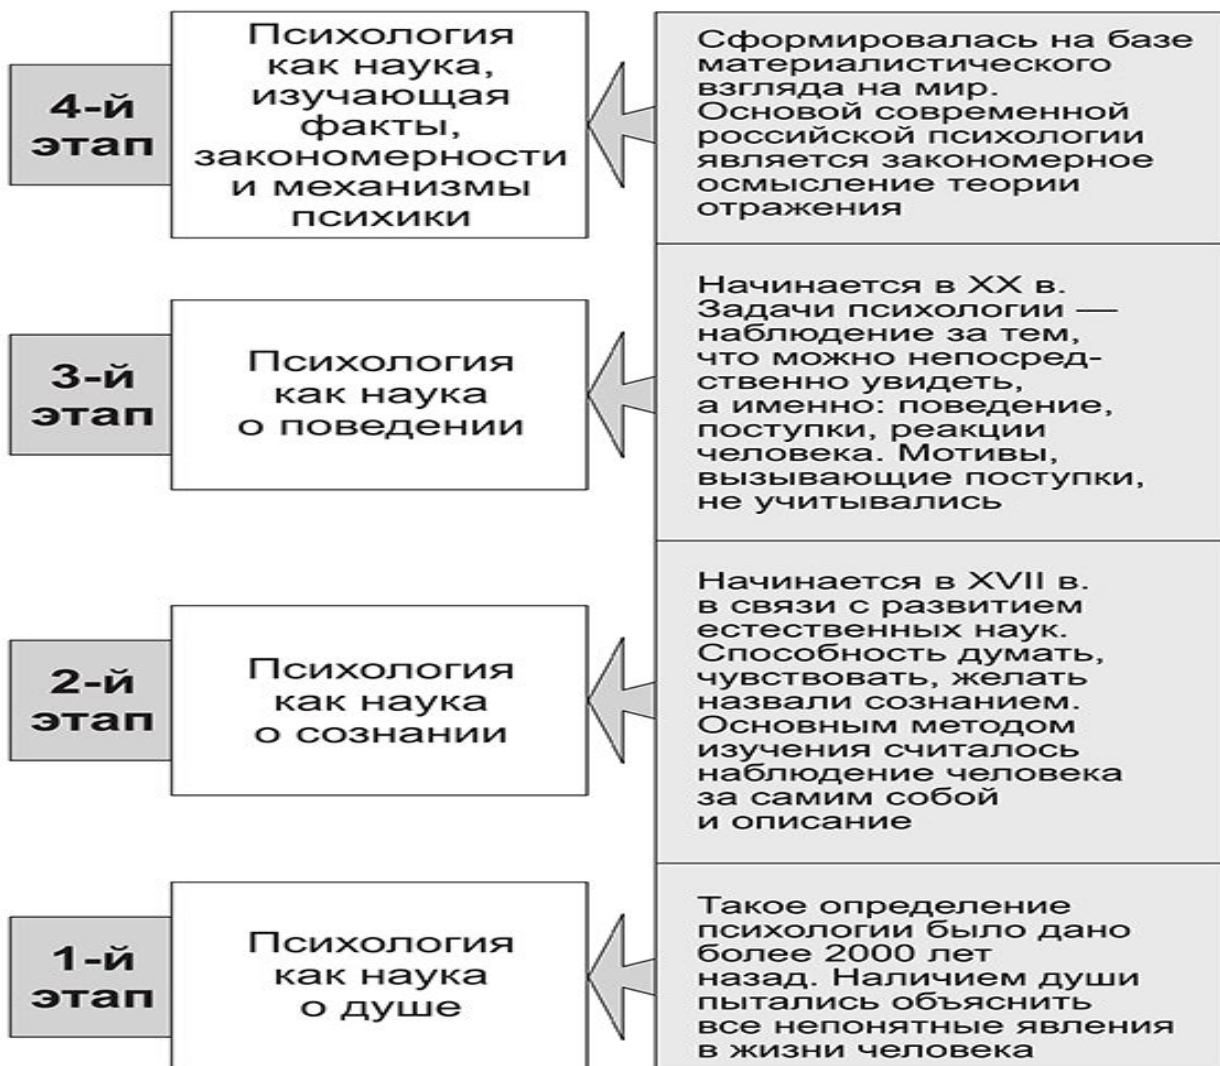 4-й
этап
Психология
как наука,
изучающая
факты,
закономерности
и механизмы
психики
Сформировалась на базе
материалистического
взгляда на мир.
Основой современной
российской психологии
является закономерное
осмысление теории
отражения
3-й
этап
Психология
как наука
о поведении
Начинается в XX в.
Задачи психологии —
наблюдение за тем,
что можно непосред-
ственно увидеть,
а именно: поведение,
поступки, реакции
человека. Мотивы,
вызывающие поступки,
не учитывались
2-й
этап
Психология
как наука
о сознании
Начинается в XVII в.
в связи с развитием
естественных наук.
Способность думать,
чувствовать, желать
назвали сознанием.
Основным методом
изучения считалось
наблюдение человека
за самим собой
и описание
1-й
этап
Психология
как наука
о душе
Такое определение
психологии было дано
более 2000 лет
назад. Наличием души
пытались объяснить
все непонятные явления
в жизни человека